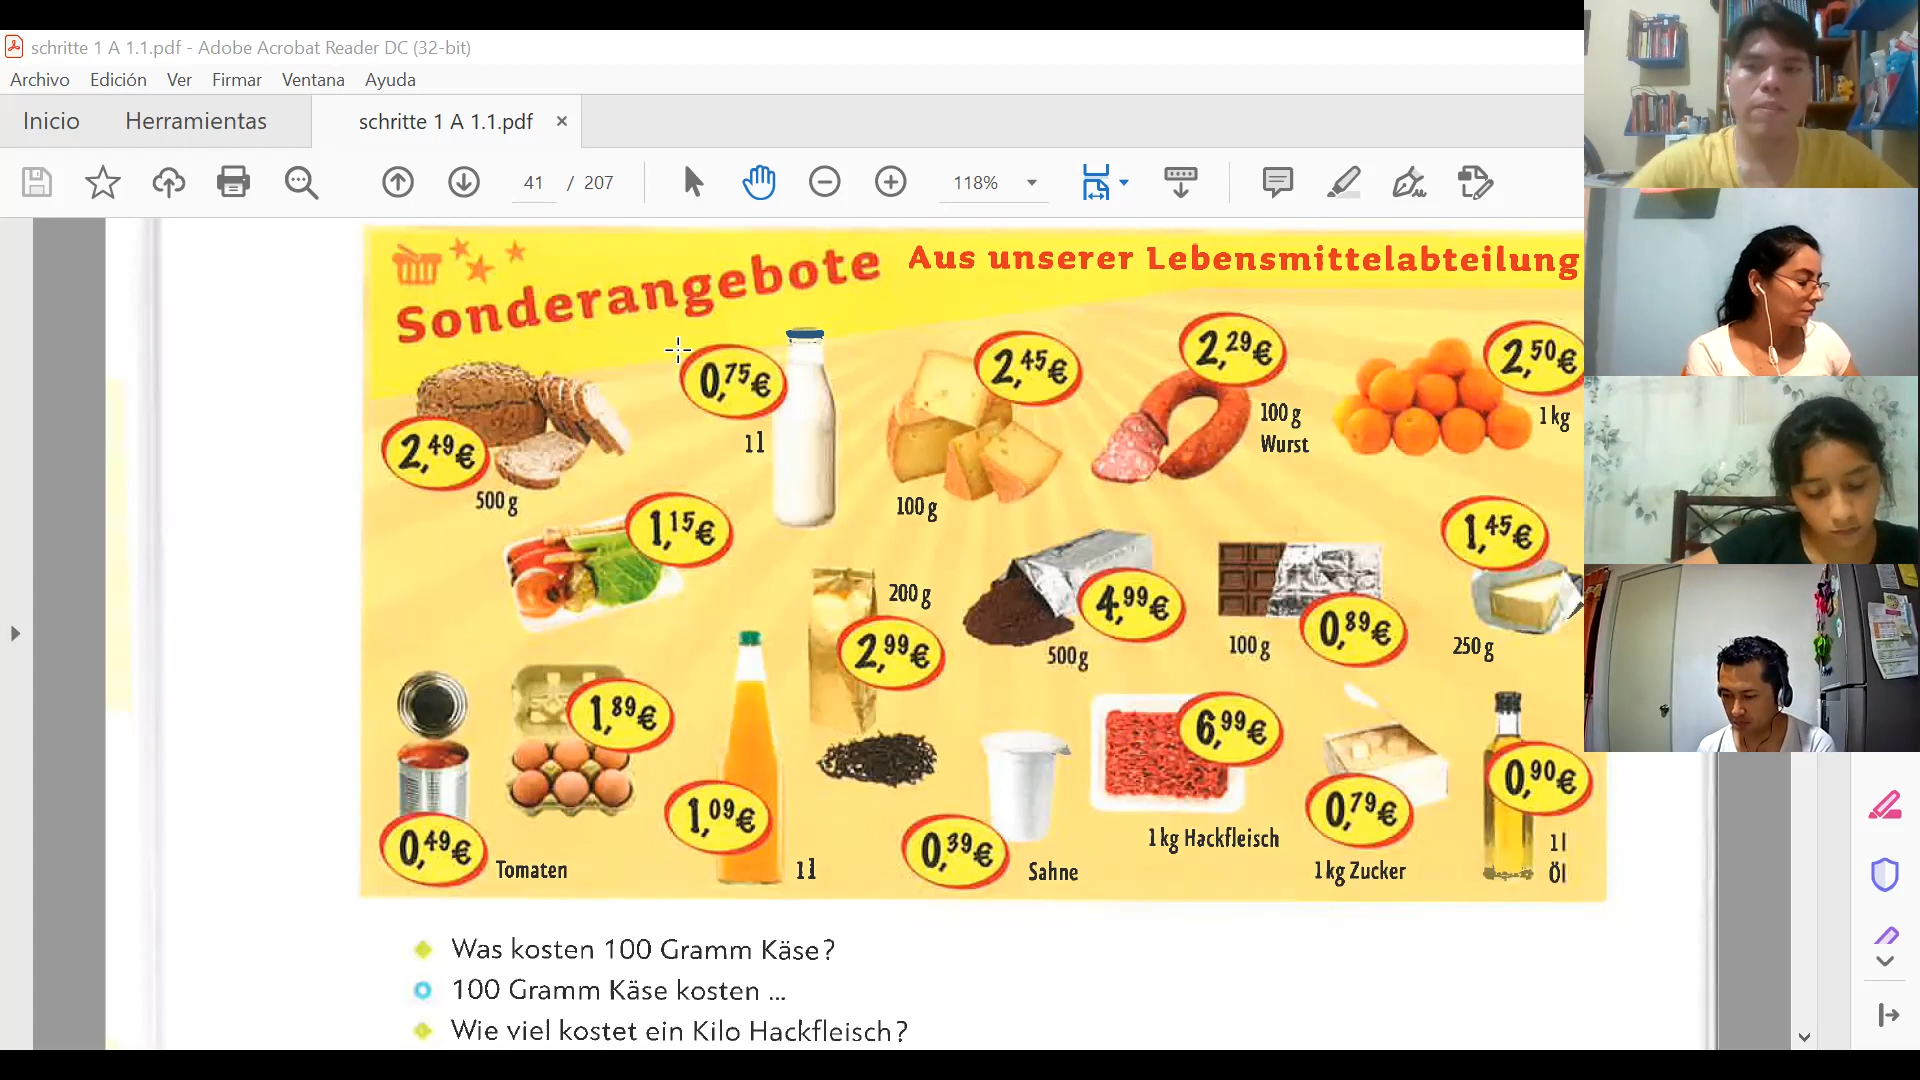 schritte 1 A 1.1.pdf - Adobe Acrobat Reader DC (32-bit)
Archivo Edición Ver Firmar Ventana Ayuda
Inicio Herramientas schritte 1 A 1.1.pdf ×
41 / 207 118%
Sonderangebote
Aus unserer Lebensmittelabteilung
2,49€
500 g
0,75€
1 l
2,45€
100 g
2,29€
100 g
Wurst
2,50€
1 kg
1,15€
200 g
2,99€
4,99€
500 g
0,89€
100 g
1,45€
250 g
0,49€
Tomaten
1,89€
1,09€
1 l
0,39€
Sahne
6,99€
1 kg Hackfleisch
0,79€
1 kg Zucker
0,90€
1 l
Öl
Was kosten 100 Gramm Käse?
100 Gramm Käse kosten ...
Wie viel kostet ein Kilo Hackfleisch?